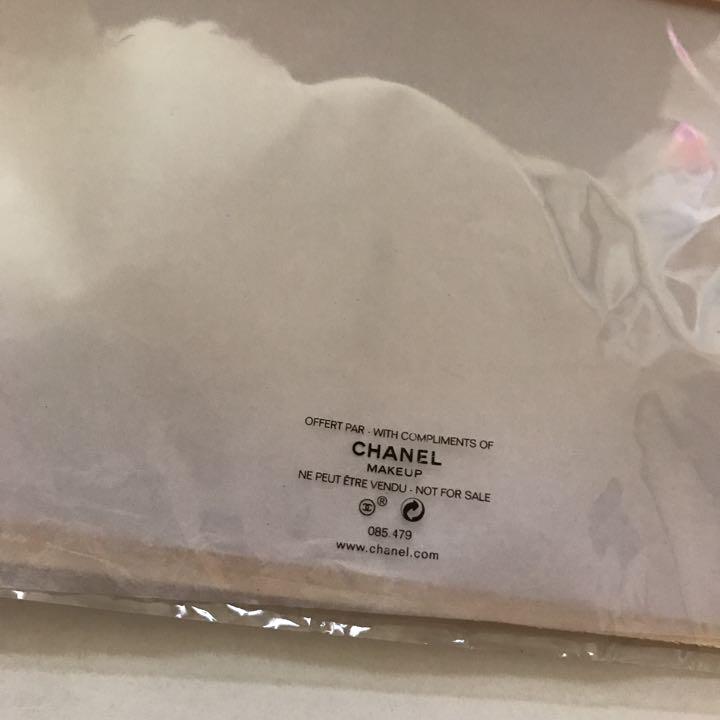 OFFERT PAR - WITH COMPLIMENTS OF
CHANEL
MAKEUP
NE PEUT ÊTRE VENDU - NOT FOR SALE
®
085.479
www.chanel.com